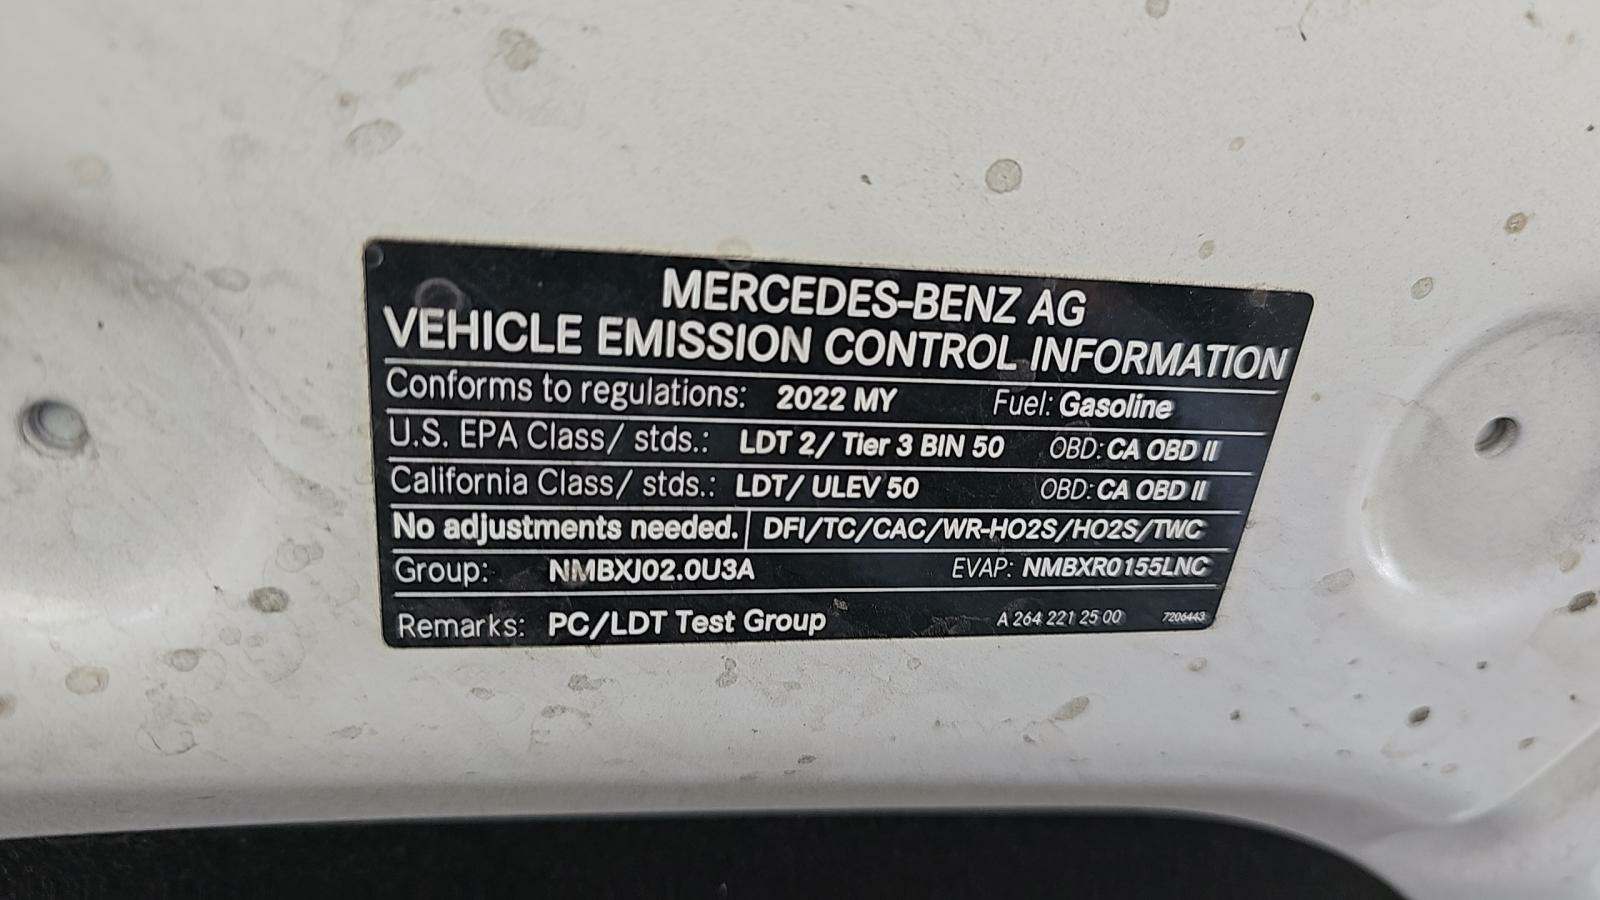 MERCEDES-BENZ AG
VEHICLE EMISSION CONTROL INFORMATION
Conforms to regulations: 2022 MY Fuel: Gasoline
U.S. EPA Class/ stds.: LDT 2/ Tier 3 BIN 50 OBD: CA OBD II
California Class/ stds.: LDT/ ULEV 50 OBD: CA OBD II
No adjustments needed. DFI/TC/CAC/WR-HO2S/HO2S/TWC
Group: NMBXJ02.0U3A EVAP: NMBXR0155LNC
Remarks: PC/LDT Test Group A 264 221 25 00 7206443